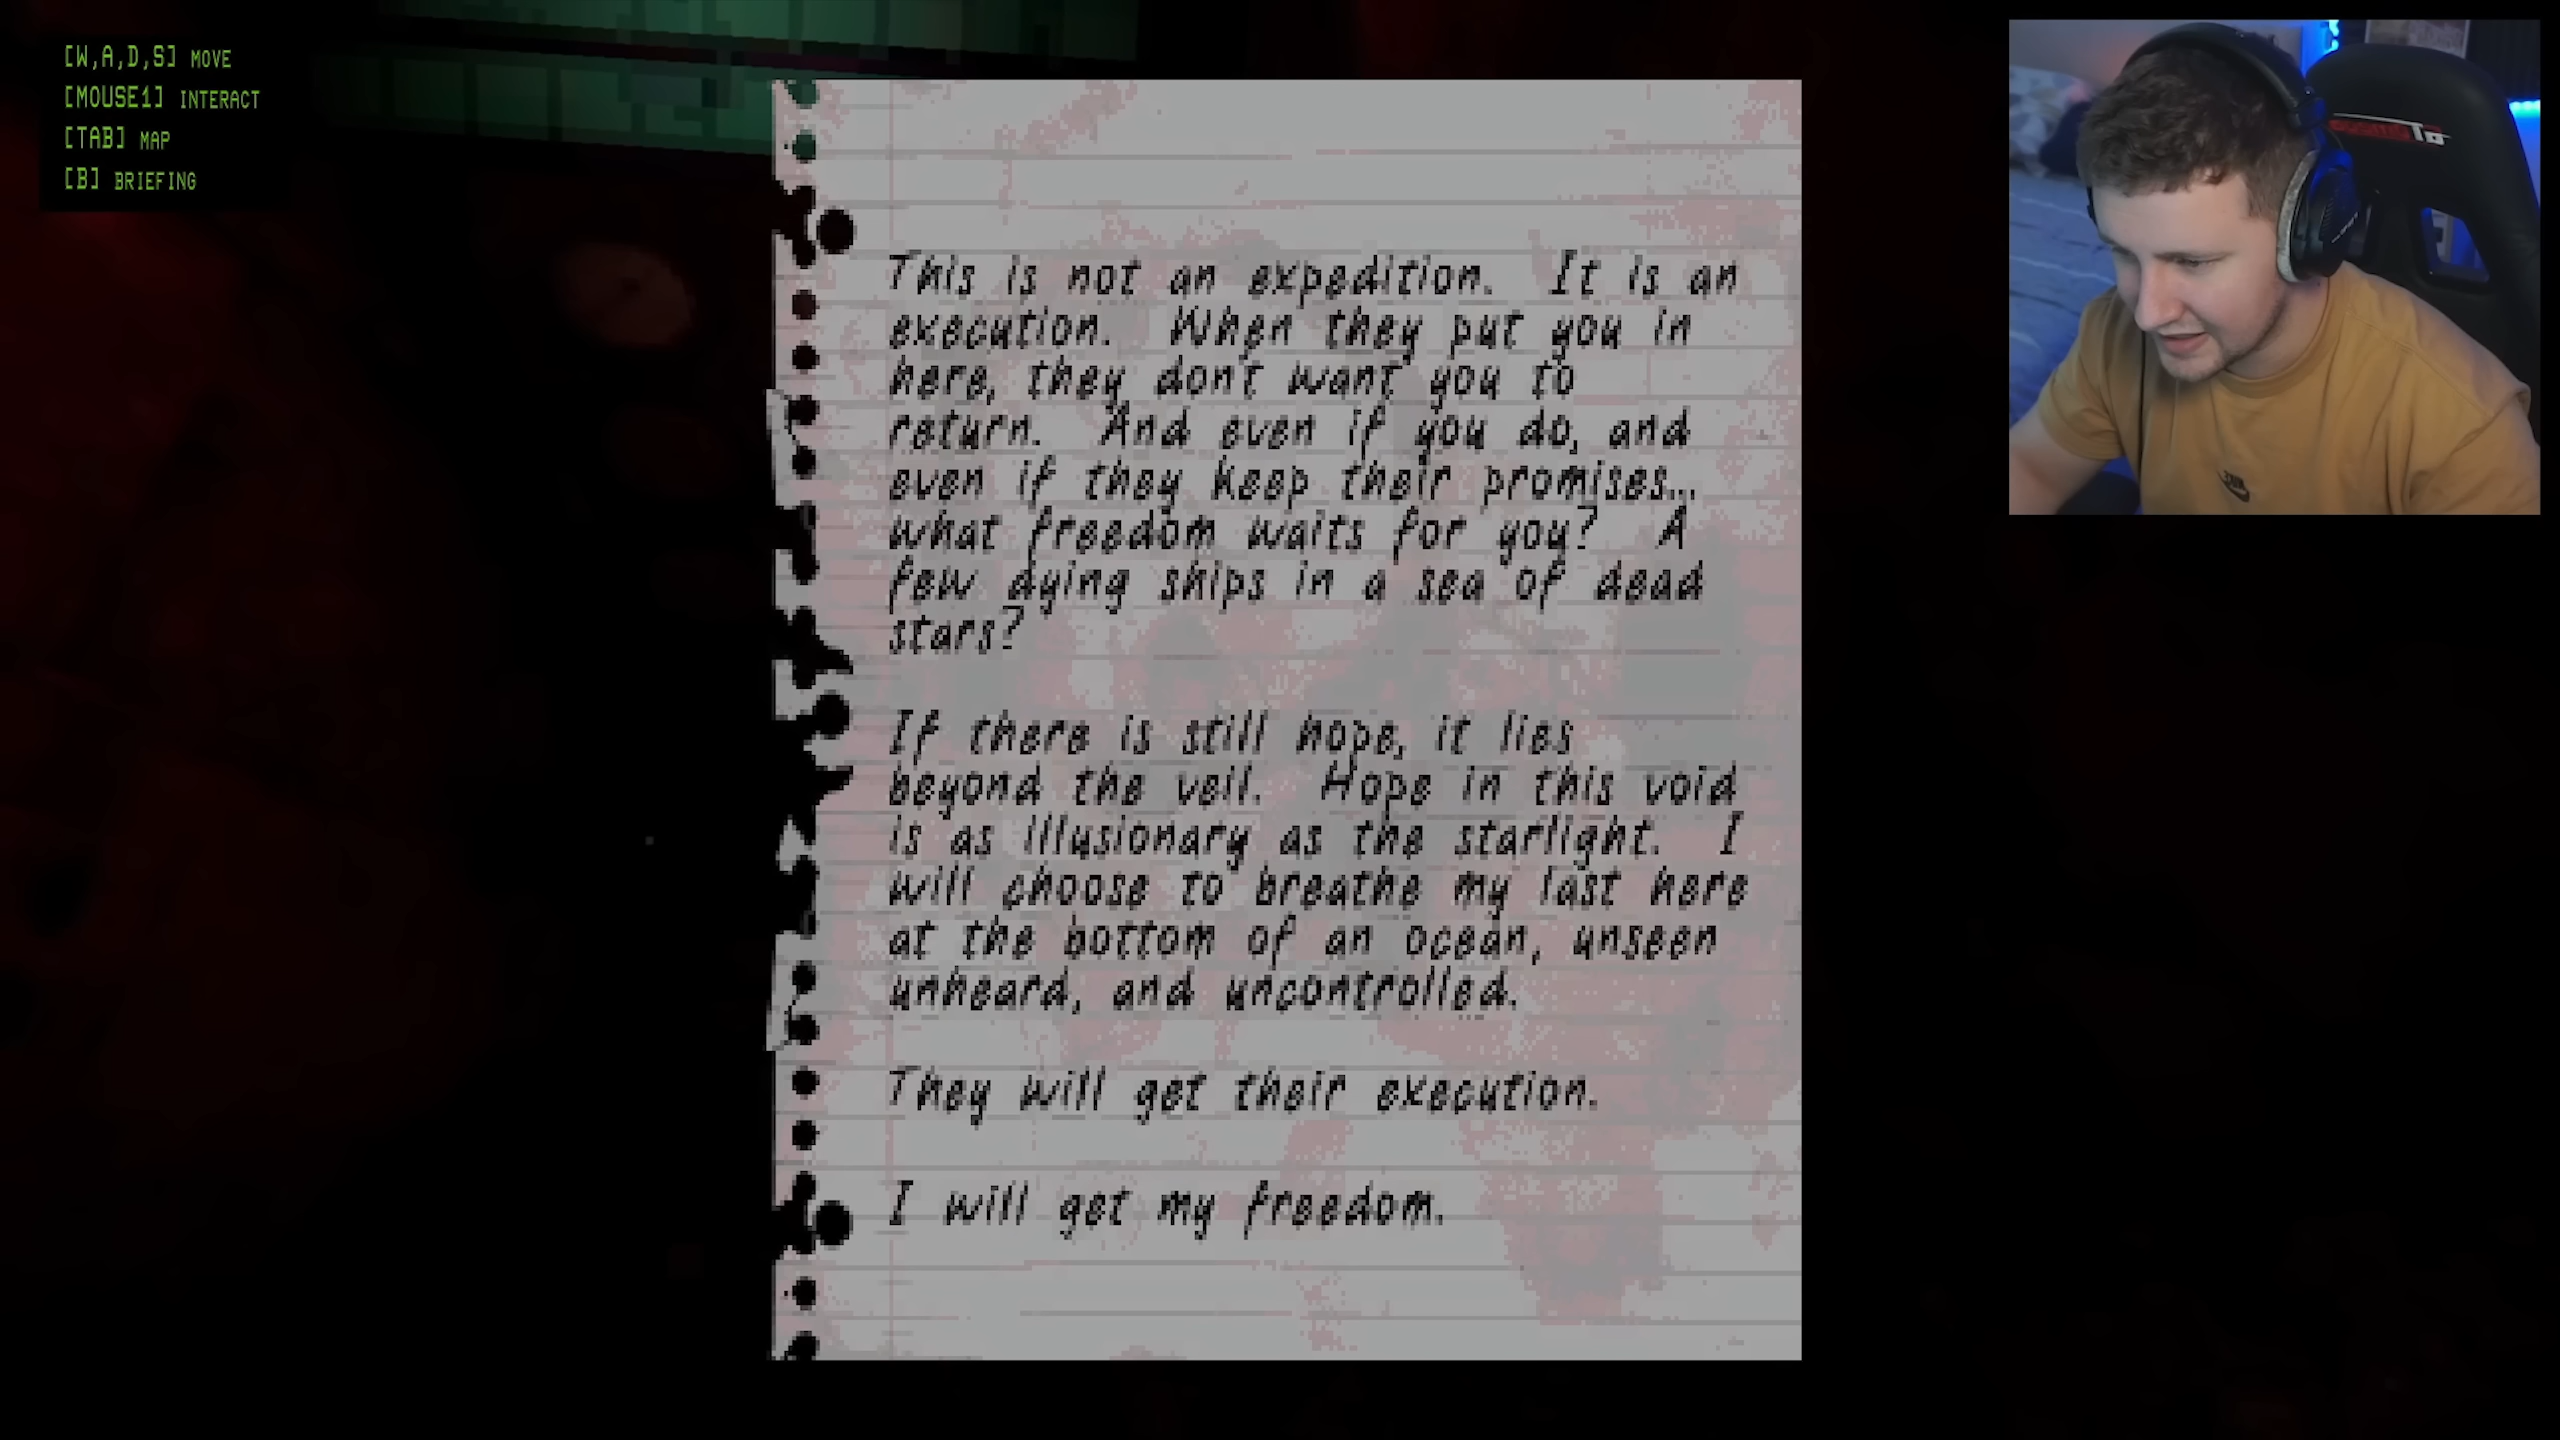 [W,A,D,S] MOVE
[MOUSE1] INTERACT
[TAB] MAP
[B] BRIEFING
This is not an expedition. It is an
execution. When they put you in
here, they don't want you to
return. And even if you do, and
even if they keep their promises...
what freedom waits for you? A
few dying ships in a sea of dead
stars?
If there is still hope, it lies
beyond the veil. Hope in this void
is as illusionary as the starlight. I
will choose to breathe my last here
at the bottom of an ocean, unseen
unheard, and uncontrolled.
They will get their execution.
I will get my freedom.